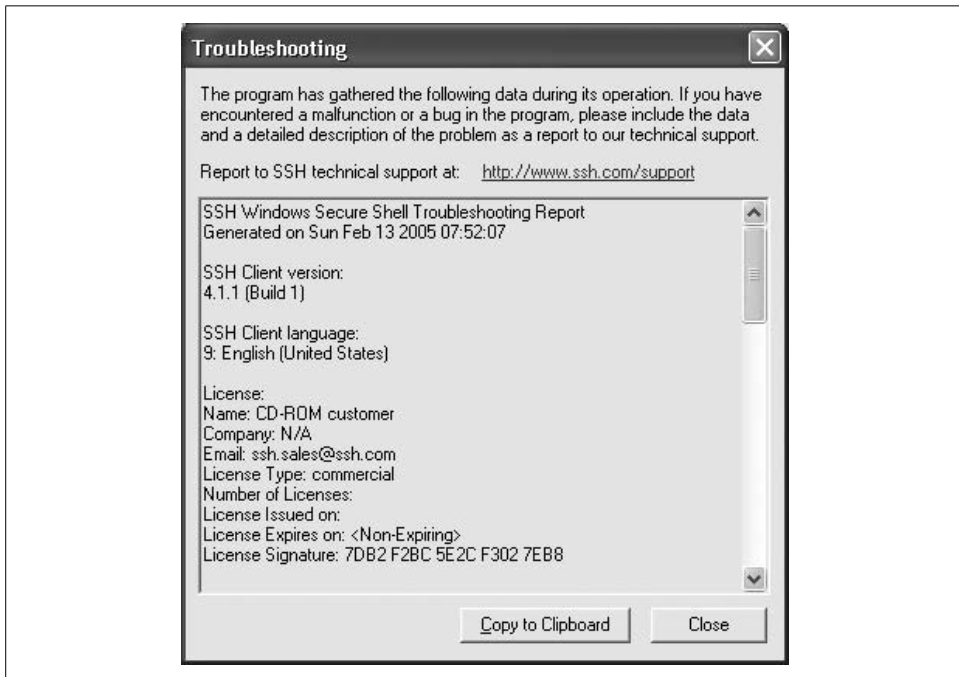 Troubleshooting
The program has gathered the following data during its operation. If you have
encountered a malfunction or a bug in the program, please include the data
and a detailed description of the problem as a report to our technical support.
Report to SSH technical support at: http://www.ssh.com/support
SSH Windows Secure Shell Troubleshooting Report
Generated on Sun Feb 13 2005 07:52:07
SSH Client version:
4.1.1 (Build 1)
SSH Client language:
9: English (United States)
License:
Name: CD-ROM customer
Company: N/A
Email: ssh.sales@ssh.com
License Type: commercial
Number of Licenses:
License Issued on:
License Expires on: <Non-Expiring>
License Signature: 7DB2 F2BC 5E2C F302 7EB8
Copy to Clipboard
Close